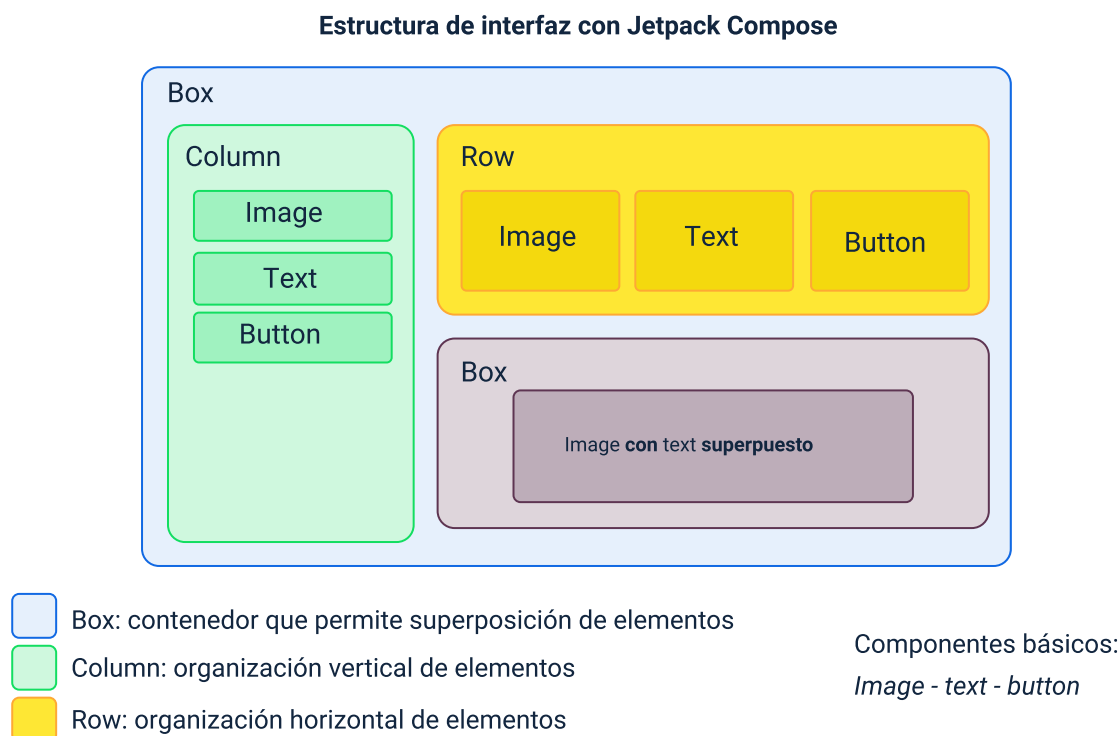 Estructura de interfaz con Jetpack Compose
Box
Column
Image
Text
Button
Row
Image
Text
Button
Box
Image con text superpuesto
Box: contenedor que permite superposición de elementos
Column: organización vertical de elementos
Row: organización horizontal de elementos
Componentes básicos:
Image - text - button